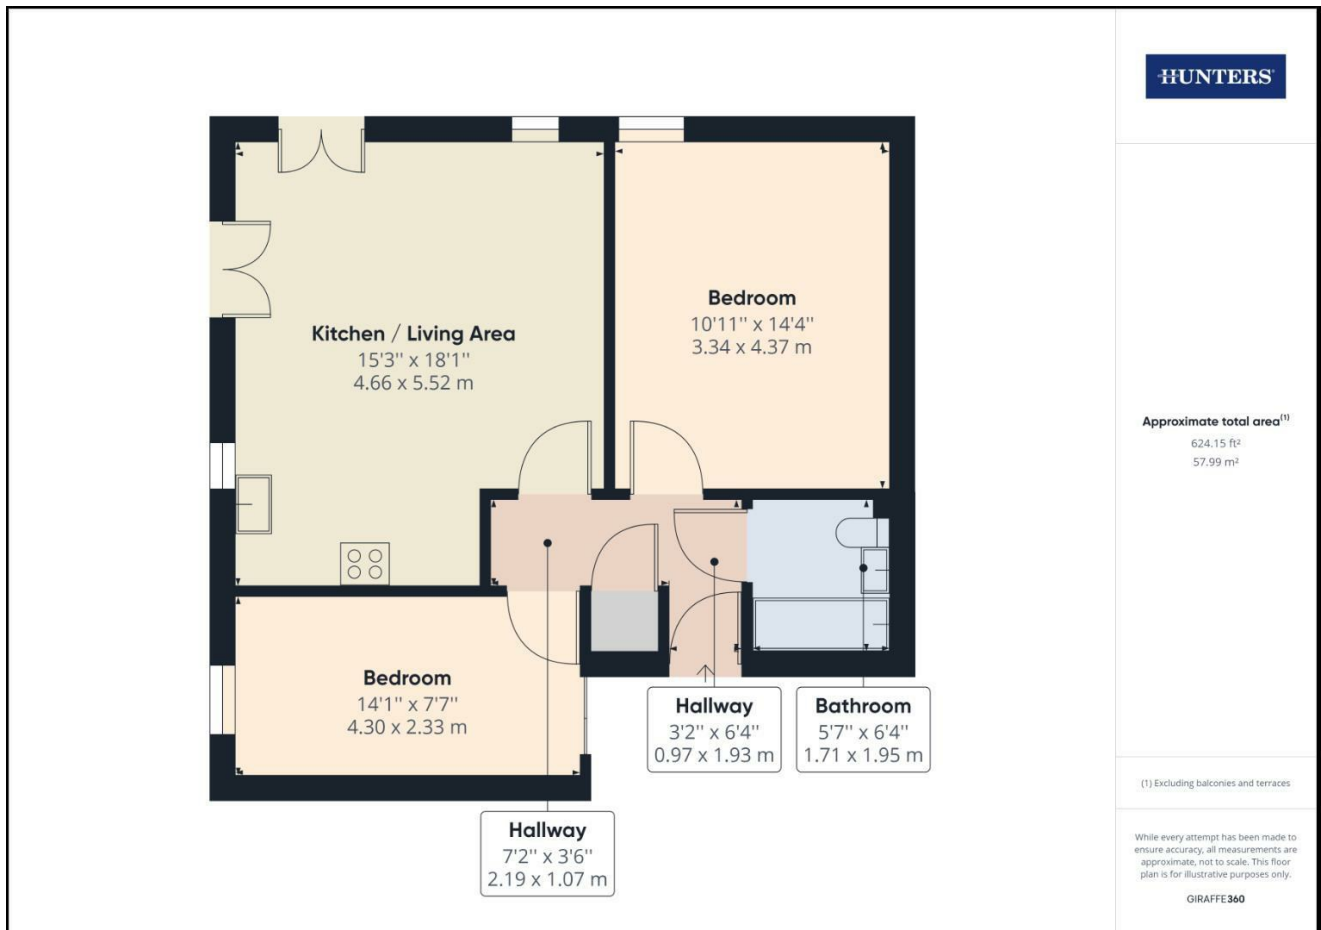 HUNTERS
Kitchen / Living Area
15'3'' x 18'1''
4.66 x 5.52 m
Bedroom
10'11'' x 14'4''
3.34 x 4.37 m
Bedroom
14'1'' x 7'7''
4.30 x 2.33 m
Hallway
3'2'' x 6'4''
0.97 x 1.93 m
Bathroom
5'7'' x 6'4''
1.71 x 1.95 m
Hallway
7'2'' x 3'6''
2.19 x 1.07 m
Approximate total area(1)
624.15 ft²
57.99 m²
(1) Excluding balconies and terraces
While every attempt has been made to
ensure accuracy, all measurements are
approximate, not to scale. This floor
plan is for illustrative purposes only.
GIRAFFE360